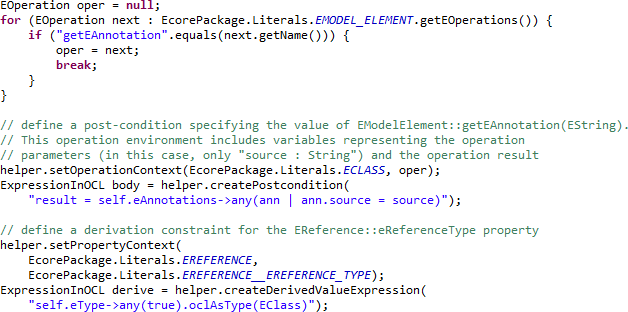 EOperation oper = null;
for (EOperation next : EcorePackage.Literals.EMODEL_ELEMENT.getEOperations()) {
    if ("getEAnnotation".equals(next.getName())) {
        oper = next;
        break;
    }
}

// define a post-condition specifying the value of EModelElement::getEAnnotation(EString).
// This operation environment includes variables representing the operation
// parameters (in this case, only "source : String") and the operation result
helper.setOperationContext(EcorePackage.Literals.ECLASS, oper);
ExpressionInOCL body = helper.createPostcondition(
    "result = self.eAnnotations->any(ann | ann.source = source)");

// define a derivation constraint for the EReference::eReferenceType property
helper.setPropertyContext(
    EcorePackage.Literals.EREFERENCE,
    EcorePackage.Literals.EREFERENCE__EREFERENCE_TYPE);
ExpressionInOCL derive = helper.createDerivedValueExpression(
    "self.eType->any(true).oclAsType(EClass)");